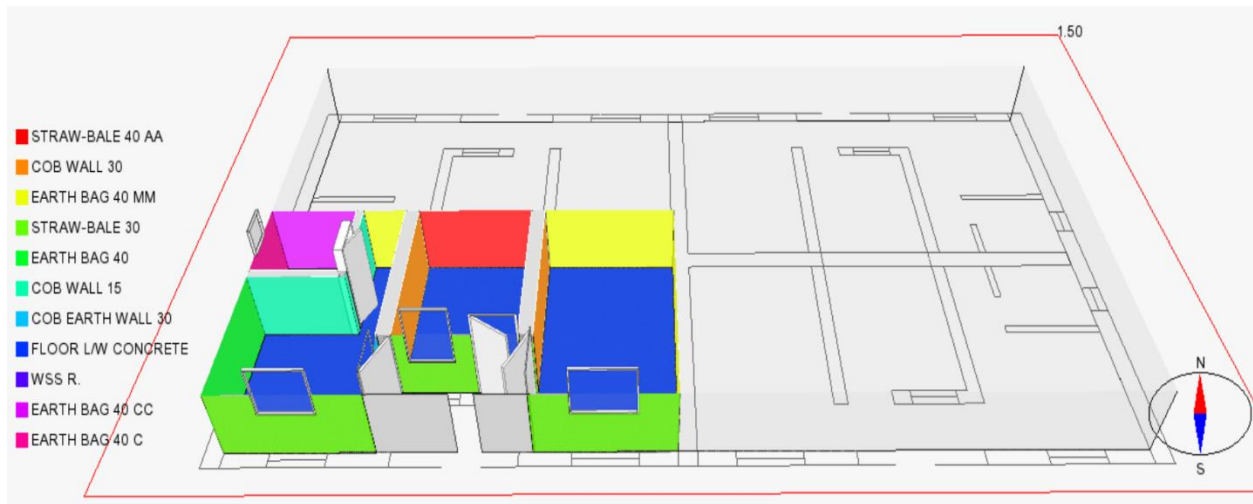 1.50
STRAW-BALE 40 AA
COB WALL 30
EARTH BAG 40 MM
STRAW-BALE 30
EARTH BAG 40
COB WALL 15
COB EARTH WALL 30
FLOOR L/W CONCRETE
WSS R.
EARTH BAG 40 CC
EARTH BAG 40 C
N
S